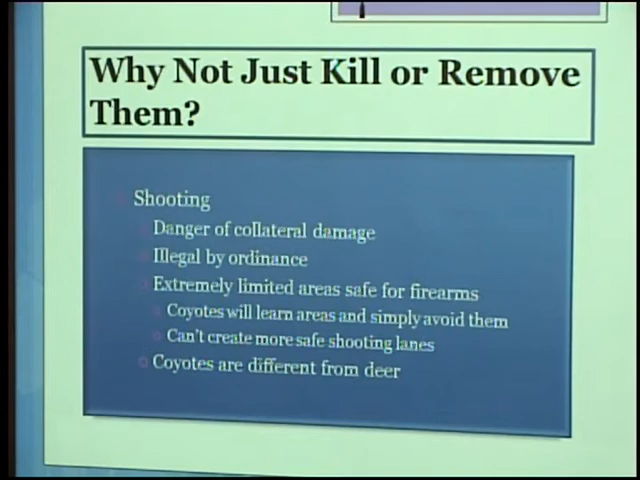 Why Not Just Kill or Remove
Them?
Shooting
Danger of collateral damage
Illegal by ordinance
Extremely limited areas safe for firearms
Coyotes will learn areas and simply avoid them
Can't create more safe shooting lanes
Coyotes are different from deer